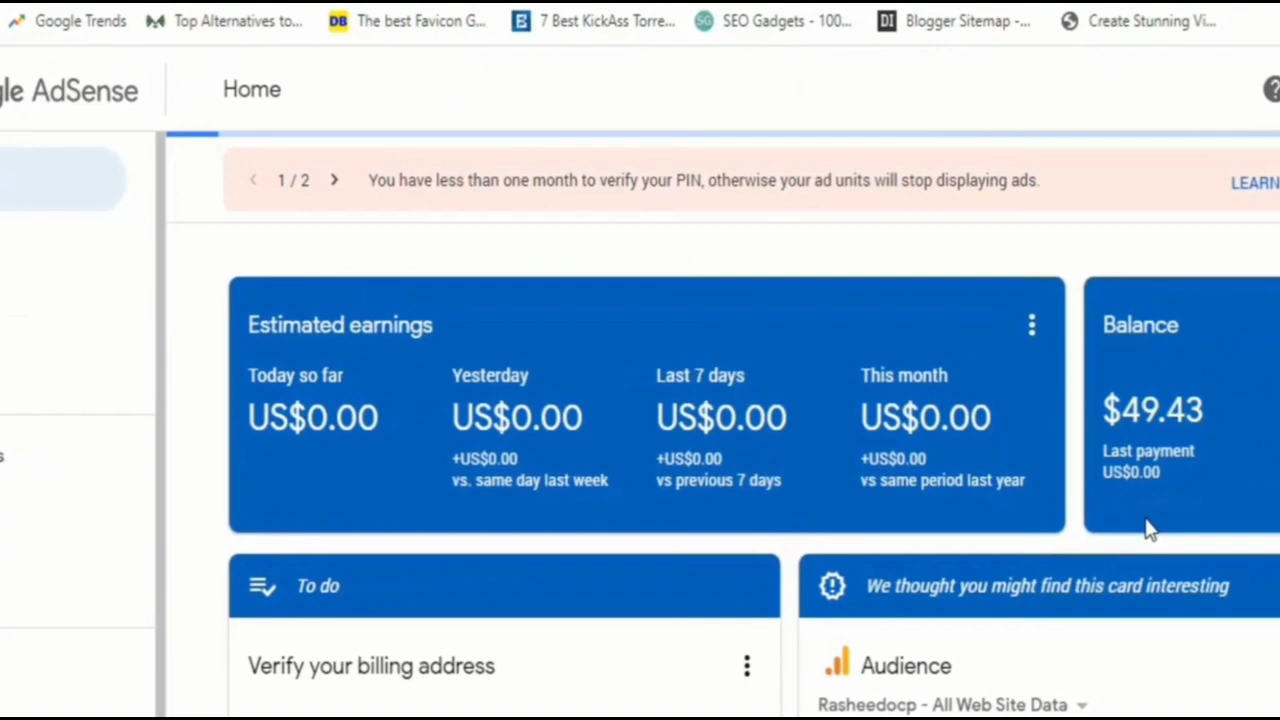 Google Trends
Top Alternatives to...
DB The best Favicon G...
7 Best KickAss Torre...
SG SEO Gadgets - 100...
DI Blogger Sitemap -...
Create Stunning Vi...
gle AdSense
Home
1 / 2
You have less than one month to verify your PIN, otherwise your ad units will stop displaying ads.
LEARN
Estimated earnings
Today so far
US$0.00
Yesterday
US$0.00
+US$0.00
vs. same day last week
Last 7 days
US$0.00
+US$0.00
vs previous 7 days
This month
US$0.00
+US$0.00
vs same period last year
Balance
$49.43
Last payment
US$0.00
s
To do
Verify your billing address
We thought you might find this card interesting
Audience
Rasheedocp - All Web Site Data